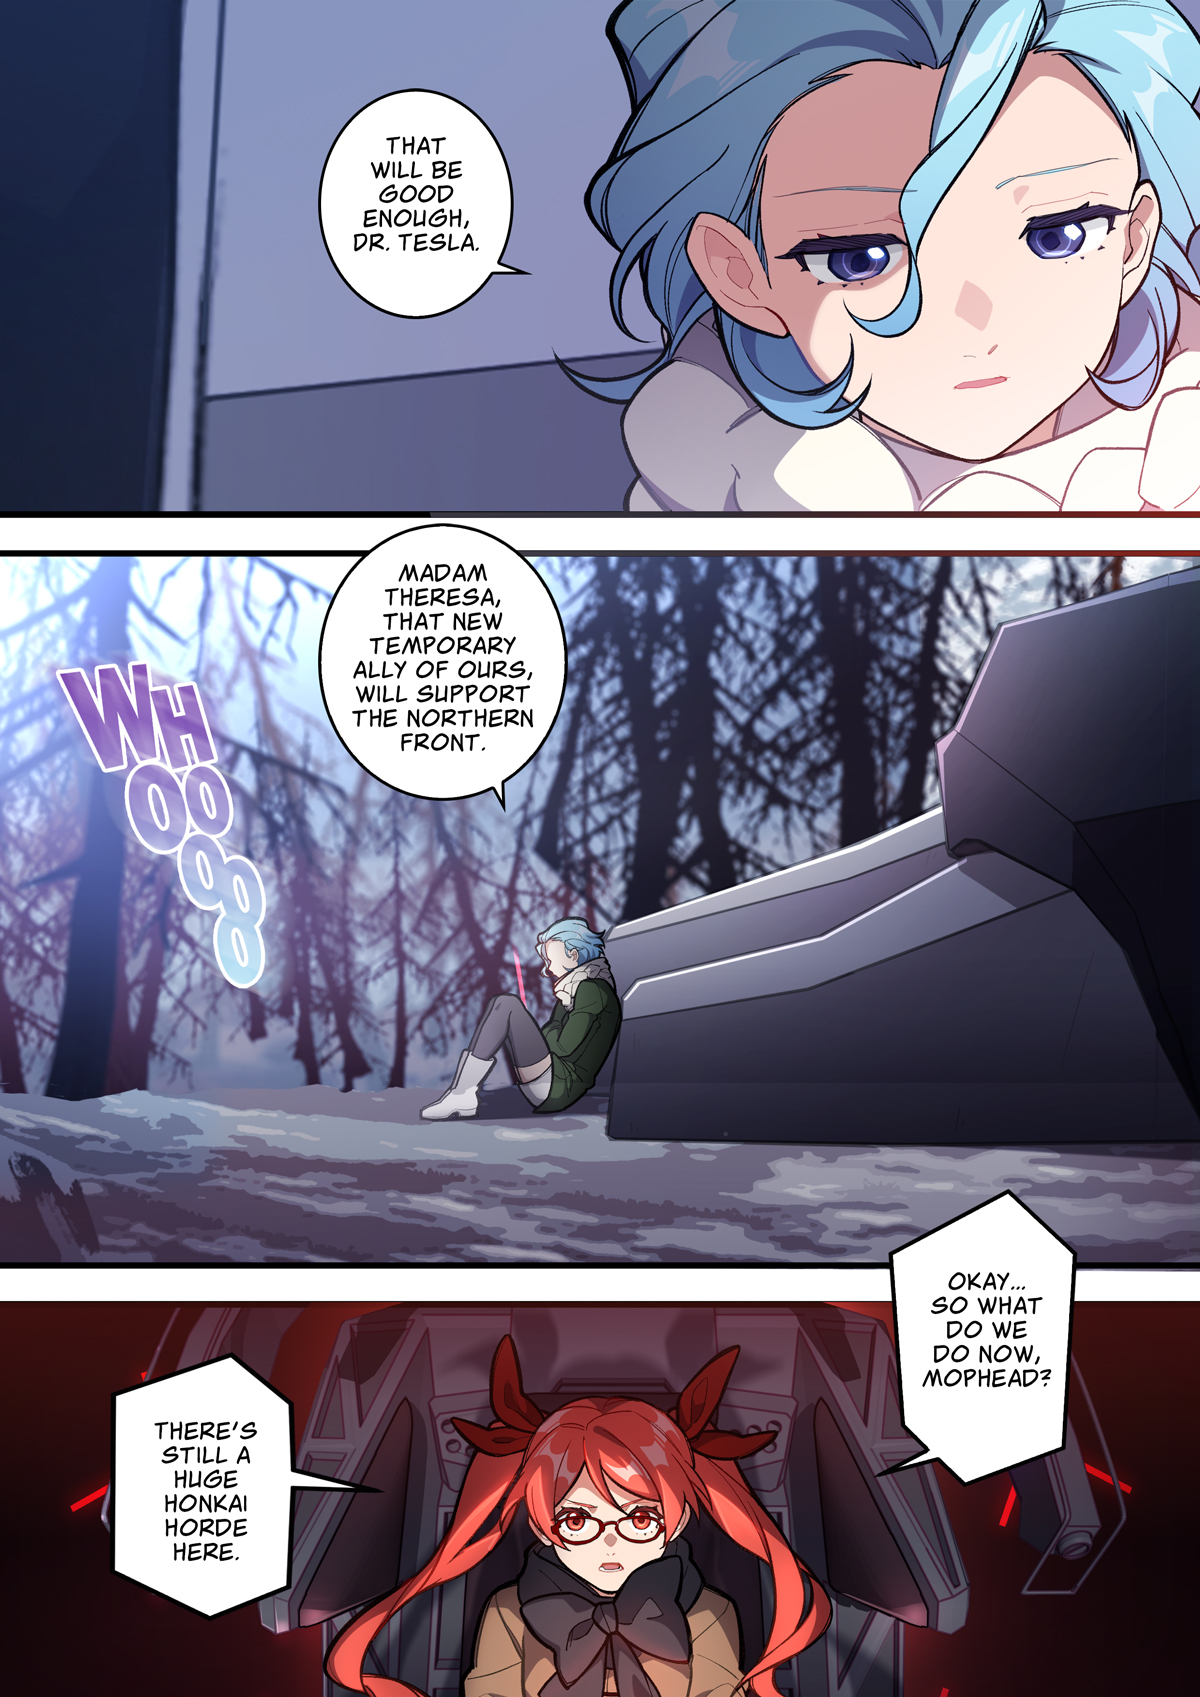 THAT
WILL BE
GOOD
ENOUGH,
DR. TESLA.
MADAM
THERESA,
THAT NEW
TEMPORARY
ALLY OF OURS,
WILL SUPPORT
THE NORTHERN
FRONT.
WHOOOOO
OKAY...
SO WHAT
DO WE
DO NOW,
MOPHEAD?
THERE'S
STILL A
HUGE
HONKAI
HORDE
HERE.